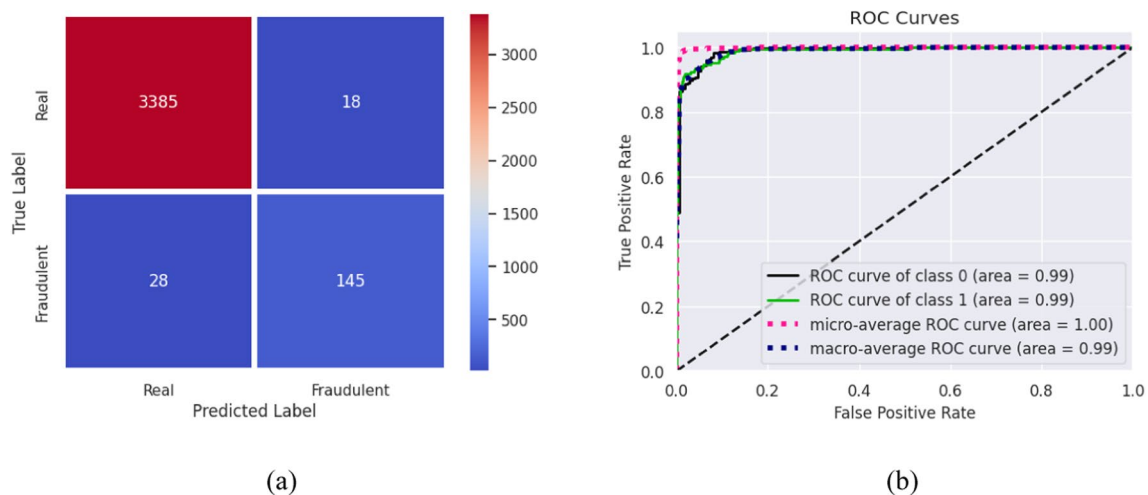 Real
Fraudulent
True Label
3385
18
28
145
Real
Fraudulent
Predicted Label
3000
2500
2000
1500
1000
500
(a)
ROC Curves
True Positive Rate
1.0
0.8
0.6
0.4
0.2
0.0
ROC curve of class 0 (area = 0.99)
ROC curve of class 1 (area = 0.99)
micro-average ROC curve (area = 1.00)
macro-average ROC curve (area = 0.99)
0.0
0.2
0.4
0.6
0.8
1.0
False Positive Rate
(b)